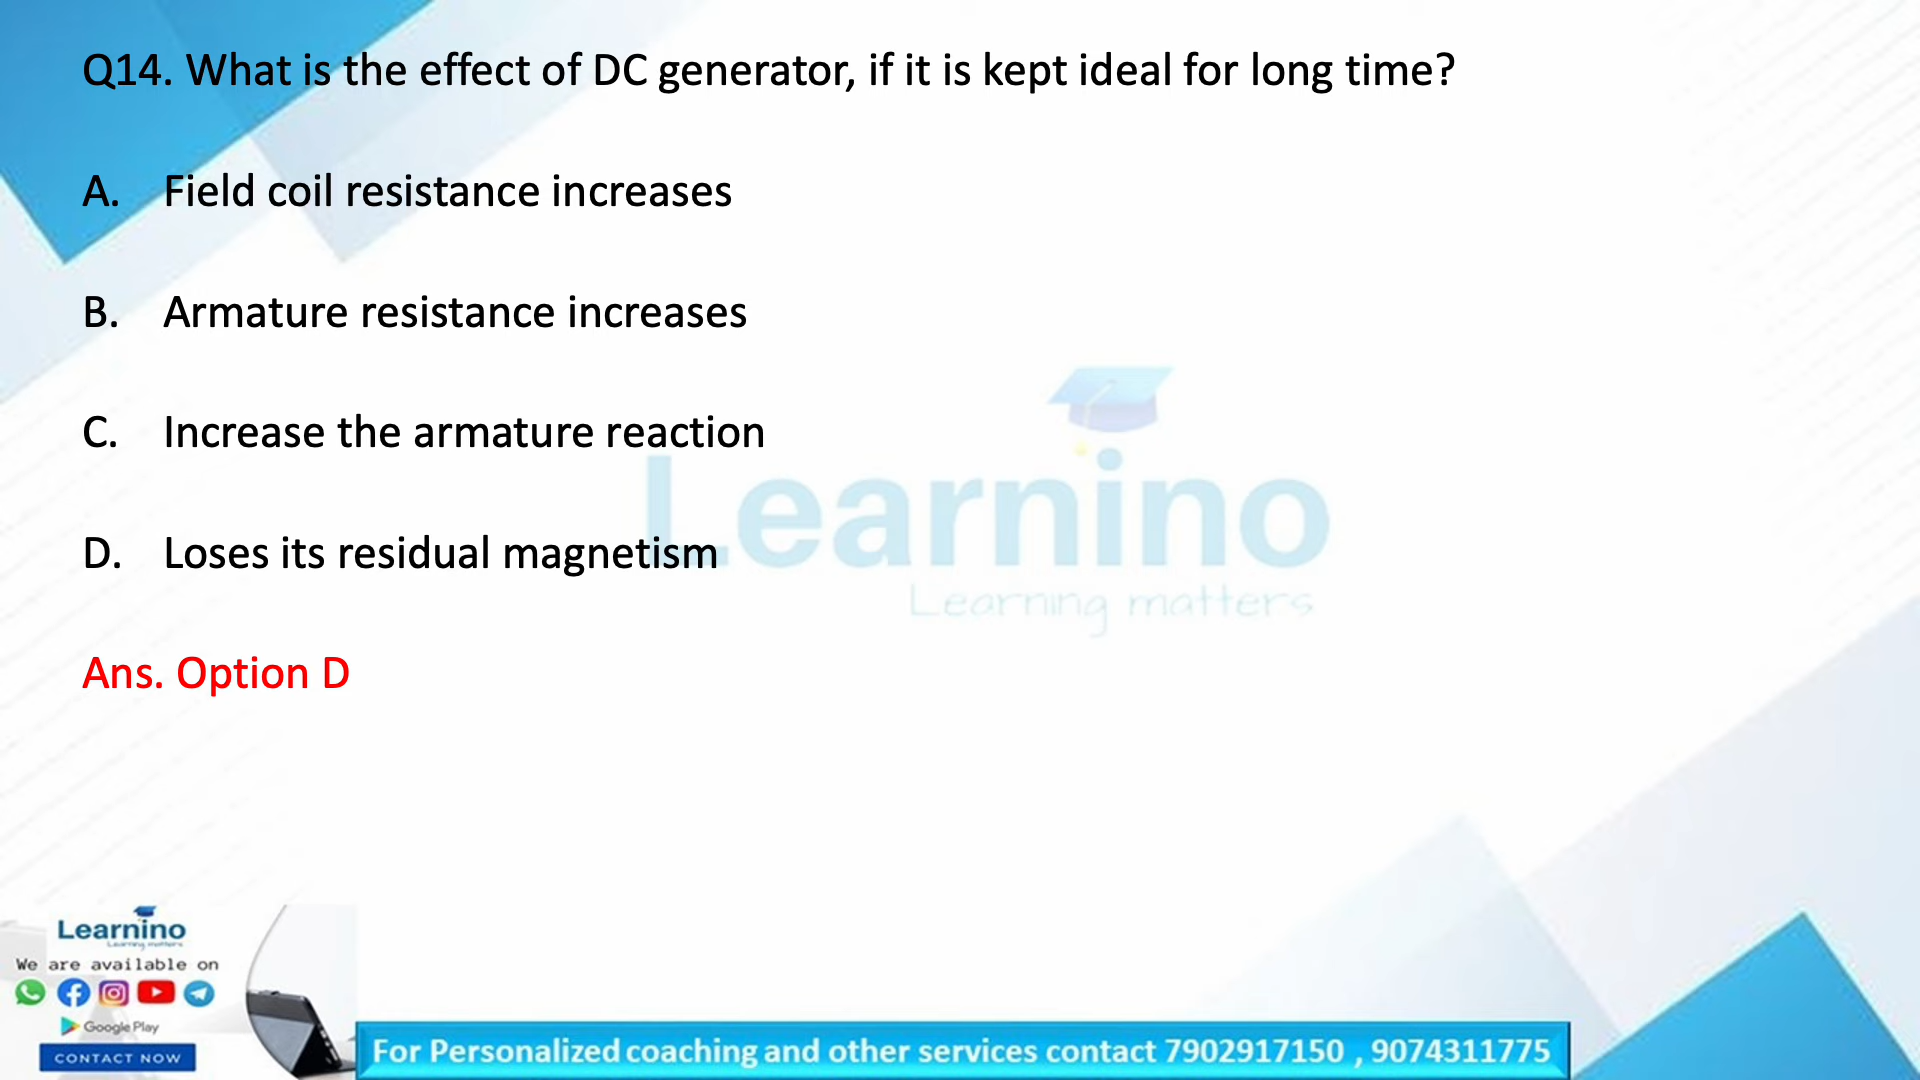 Q14. What is the effect of DC generator, if it is kept ideal for long time?
A. Field coil resistance increases
B. Armature resistance increases
C. Increase the armature reaction
D. Loses its residual magnetism
Ans. Option D
Learnino
Learning matters
Learnino
Learning matters
We are available on
Google Play
CONTACT NOW
For Personalized coaching and other services contact 7902917150 , 9074311775